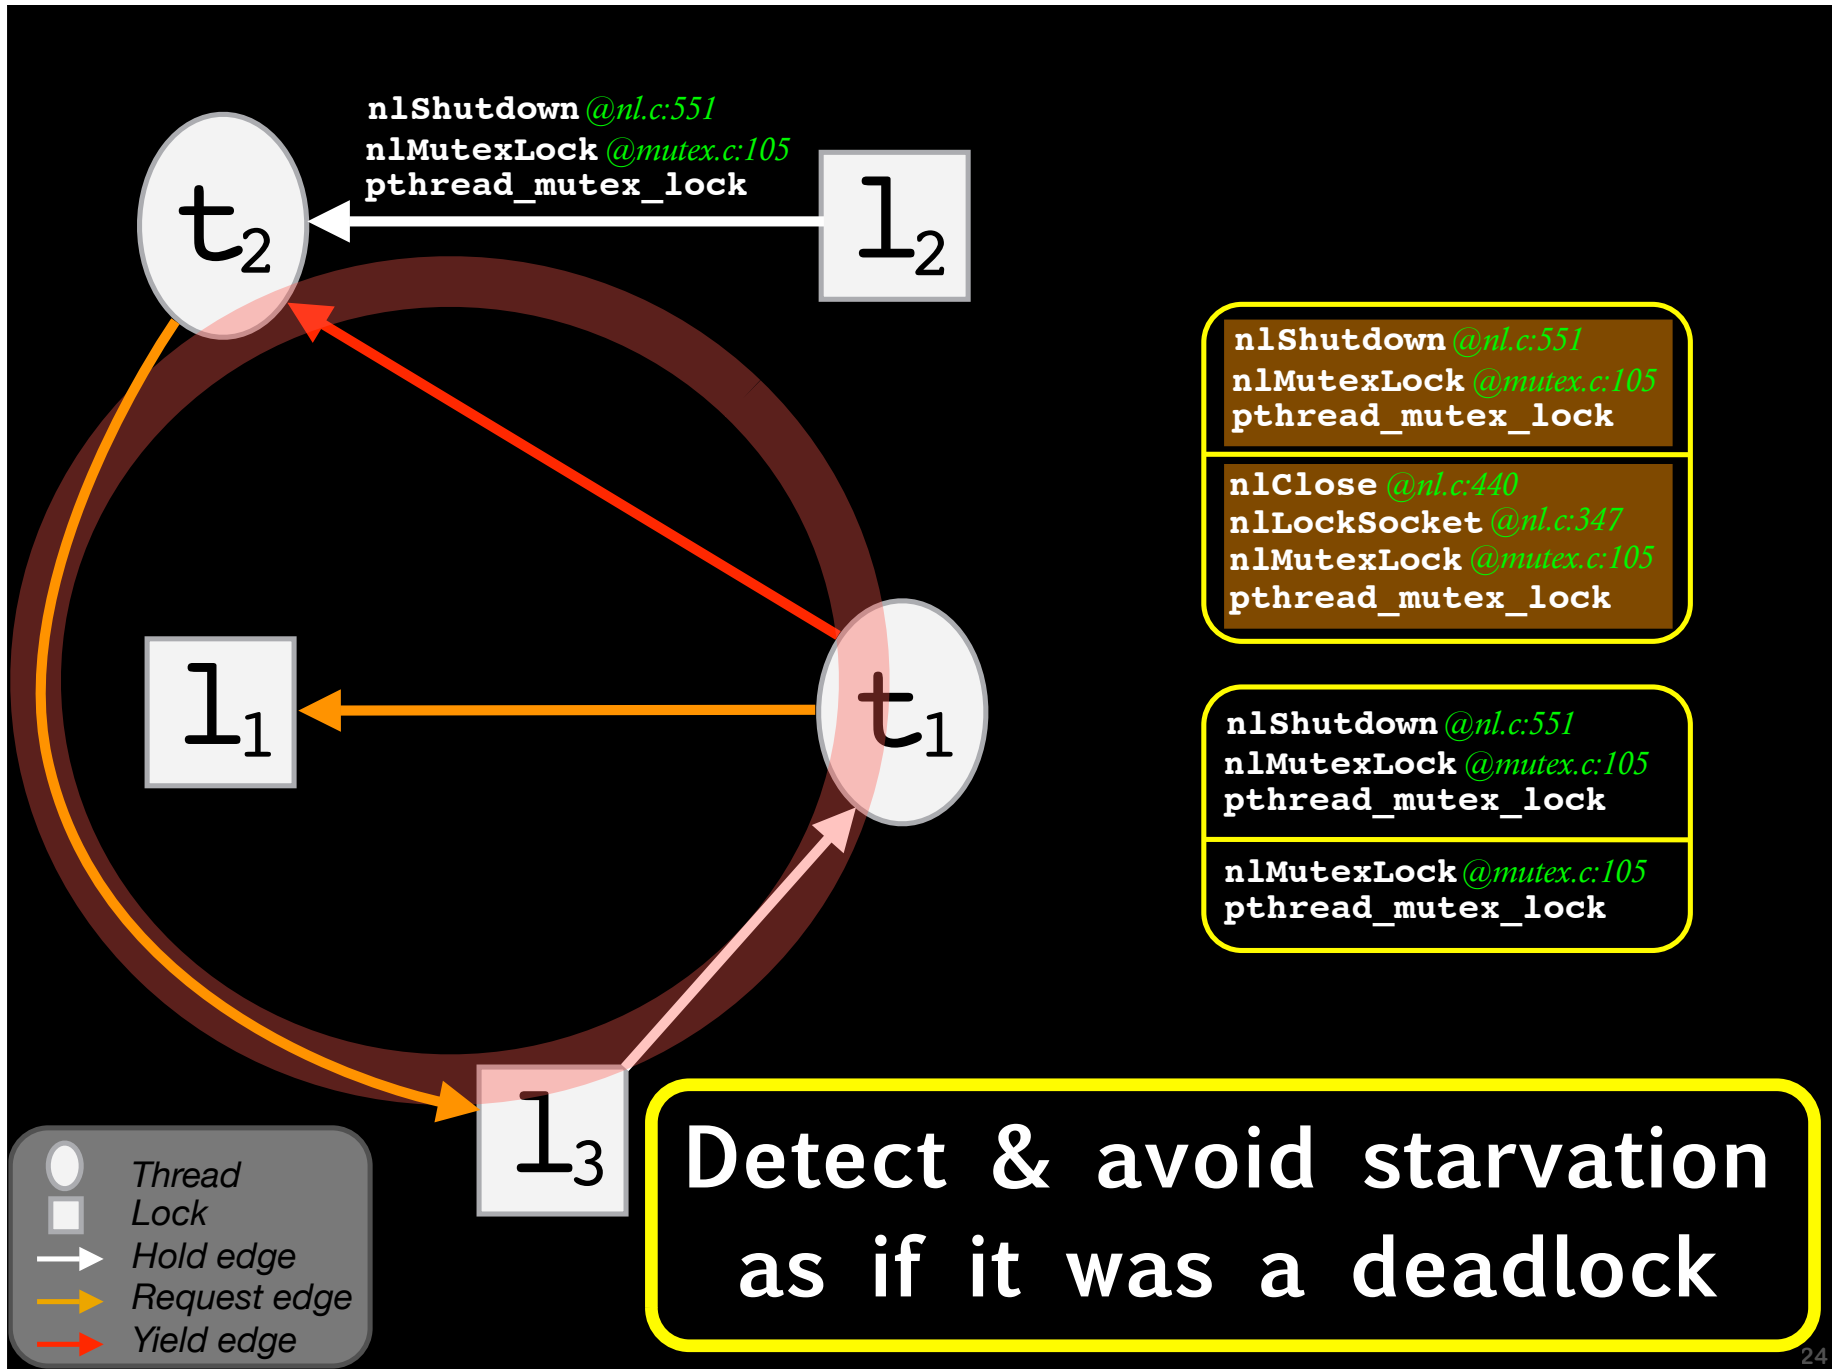 nlShutdown @nl.c:551
nlMutexLock @mutex.c:105
pthread_mutex_lock
t2
l2
nlShutdown @nl.c:551
nlMutexLock @mutex.c:105
pthread_mutex_lock
nlClose @nl.c:440
nlLockSocket @nl.c:347
nlMutexLock @mutex.c:105
pthread_mutex_lock
l1
t1
nlShutdown @nl.c:551
nlMutexLock @mutex.c:105
pthread_mutex_lock
nlMutexLock @mutex.c:105
pthread_mutex_lock
l3
Detect & avoid starvation
as if it was a deadlock
Thread
Lock
Hold edge
Request edge
Yield edge
24